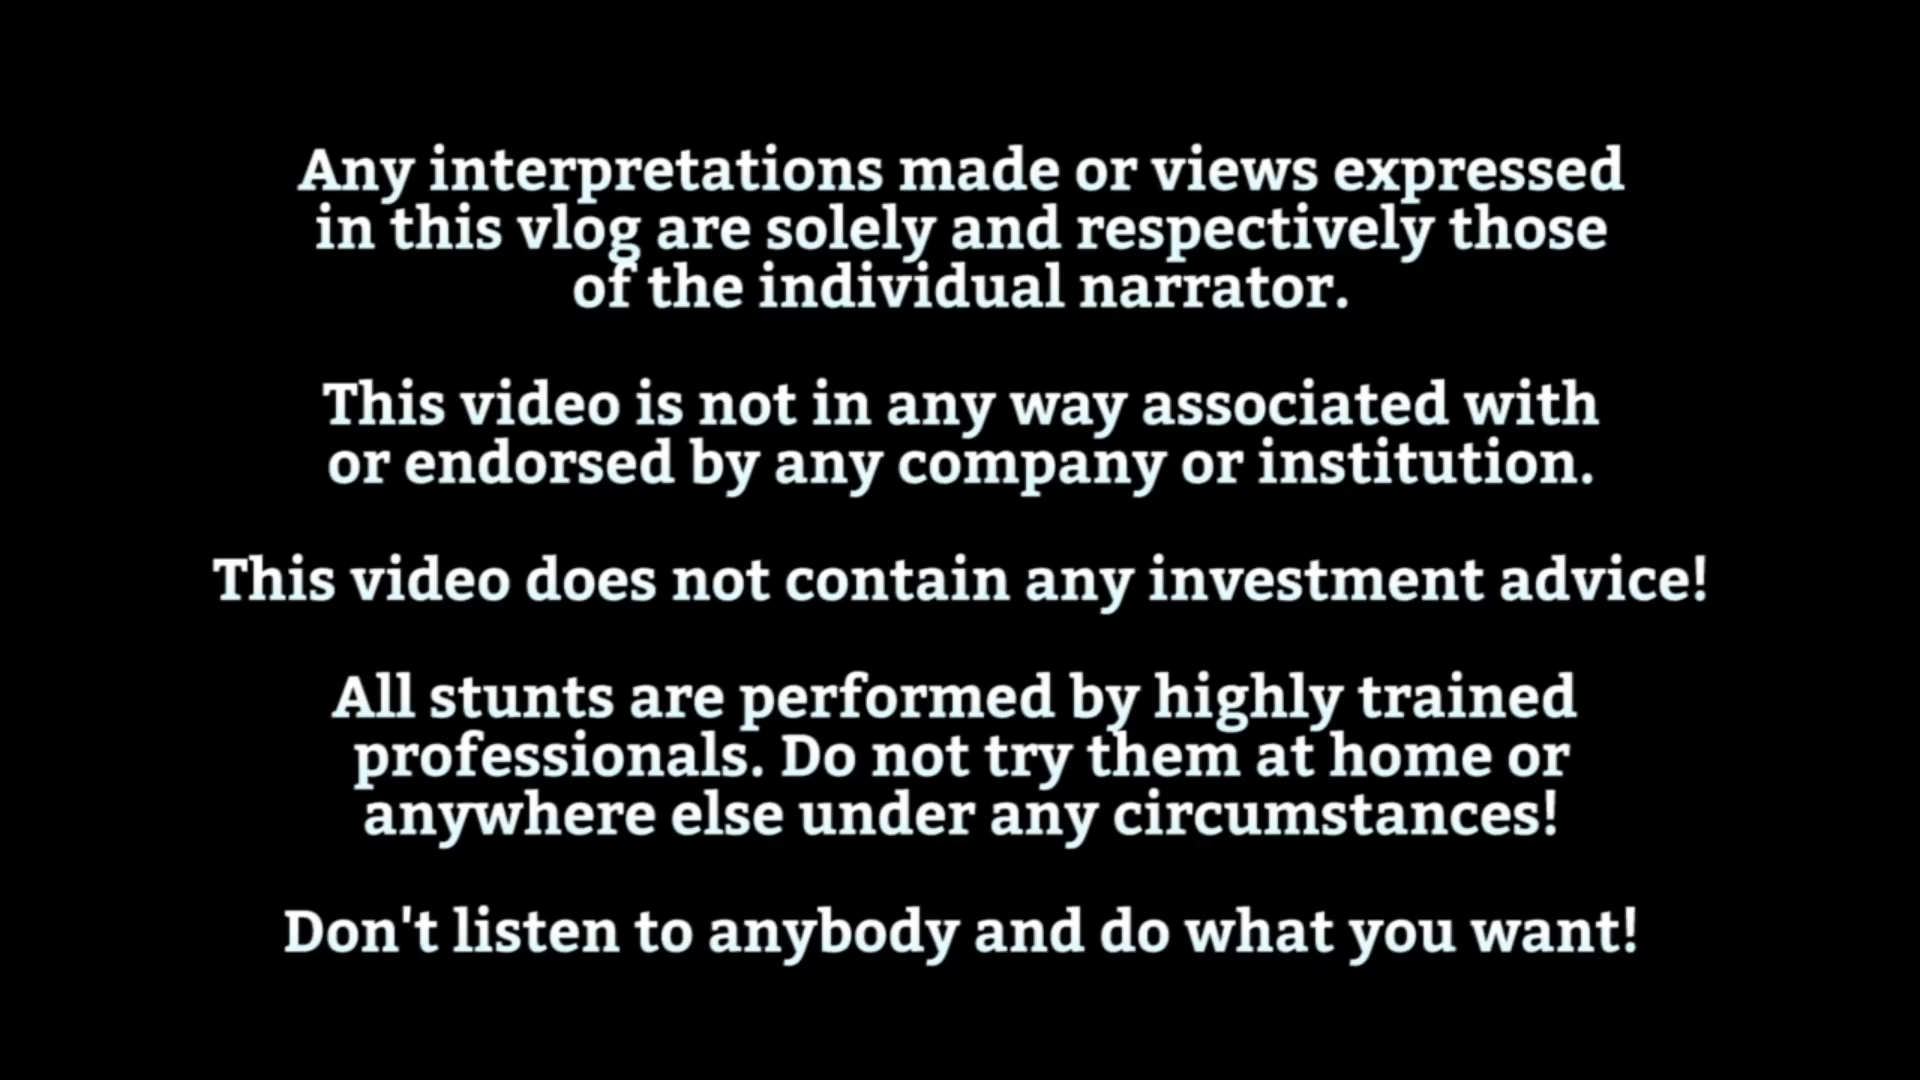 Any interpretations made or views expressed
in this vlog are solely and respectively those
of the individual narrator.
This video is not in any way associated with
or endorsed by any company or institution.
This video does not contain any investment advice!
All stunts are performed by highly trained
professionals. Do not try them at home or
anywhere else under any circumstances!
Don't listen to anybody and do what you want!